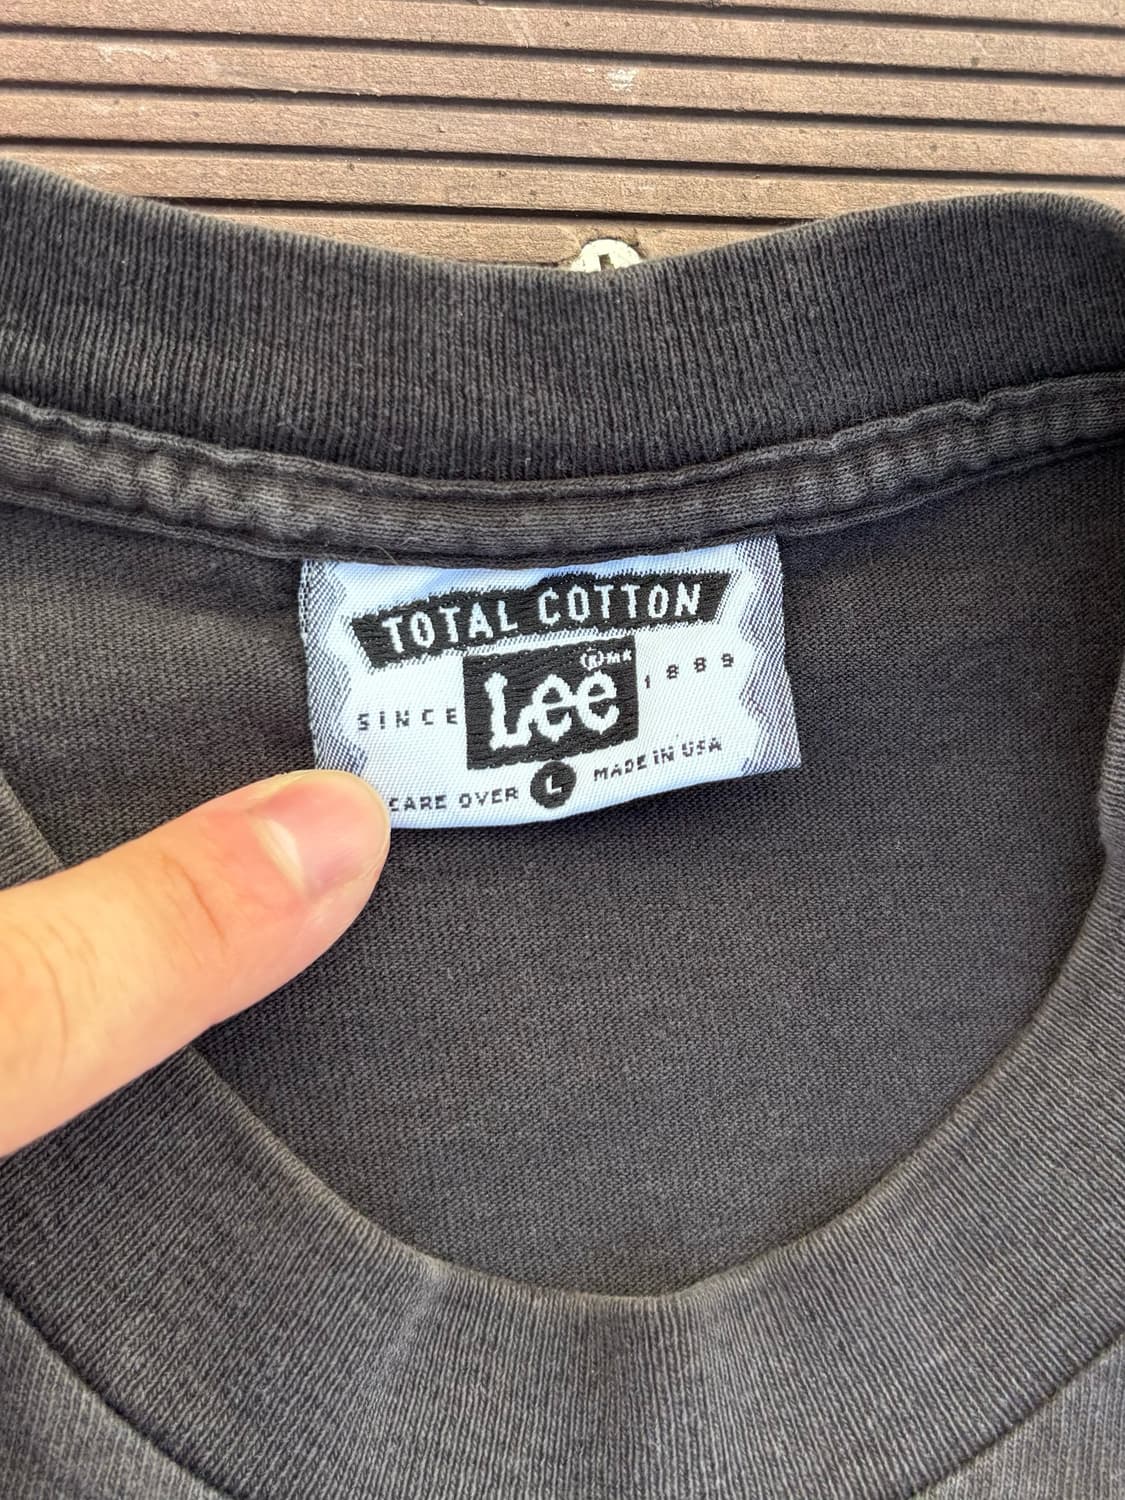 TOTAL COTTON
Lee
SINCE 1889
CARE OVER L MADE IN USA